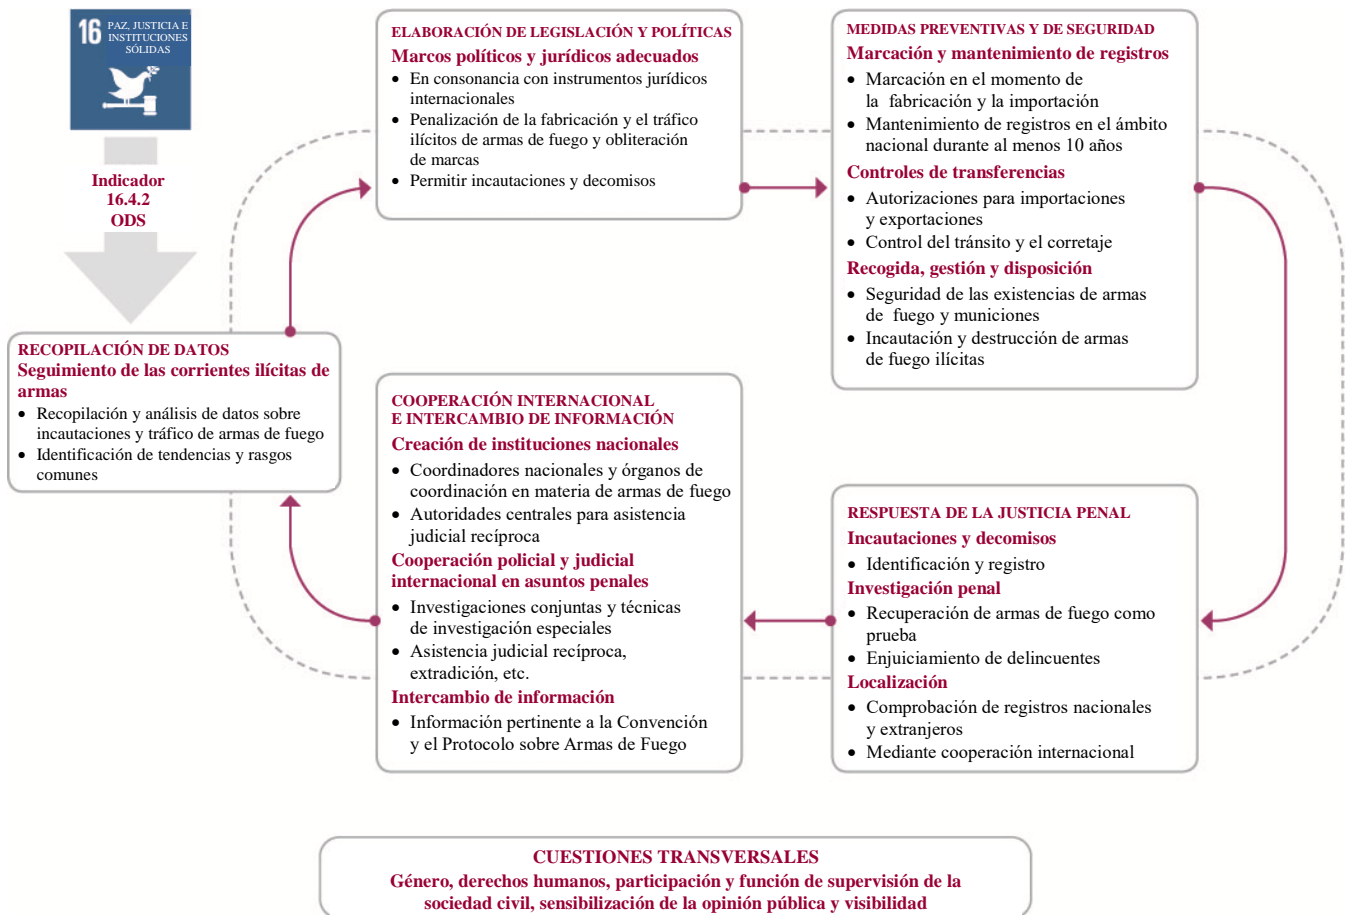 16 PAZ, JUSTICIA E
INSTITUCIONES
SÓLIDAS
Indicador
16.4.2
ODS
RECOPILACIÓN DE DATOS
Seguimiento de las corrientes ilícitas de
armas
• Recopilación y análisis de datos sobre
incautaciones y tráfico de armas de fuego
• Identificación de tendencias y rasgos
comunes
ELABORACIÓN DE LEGISLACIÓN Y POLÍTICAS
Marcos políticos y jurídicos adecuados
• En consonancia con instrumentos jurídicos
internacionales
• Penalización de la fabricación y el tráfico
ilícitos de armas de fuego y obliteración
de marcas
• Permitir incautaciones y decomisos
MEDIDAS PREVENTIVAS Y DE SEGURIDAD
Marcación y mantenimiento de registros
• Marcación en el momento de
la fabricación y la importación
• Mantenimiento de registros en el ámbito
nacional durante al menos 10 años
Controles de transferencias
• Autorizaciones para importaciones
y exportaciones
• Control del tránsito y el corretaje
Recogida, gestión y disposición
• Seguridad de las existencias de armas
de fuego y municiones
• Incautación y destrucción de armas
de fuego ilícitas
COOPERACIÓN INTERNACIONAL
E INTERCAMBIO DE INFORMACIÓN
Creación de instituciones nacionales
• Coordinadores nacionales y órganos de
coordinación en materia de armas de fuego
• Autoridades centrales para asistencia
judicial recíproca
Cooperación policial y judicial
internacional en asuntos penales
• Investigaciones conjuntas y técnicas
de investigación especiales
• Asistencia judicial recíproca,
extradición, etc.
Intercambio de información
• Información pertinente a la Convención
y el Protocolo sobre Armas de Fuego
RESPUESTA DE LA JUSTICIA PENAL
Incautaciones y decomisos
• Identificación y registro
Investigación penal
• Recuperación de armas de fuego como
prueba
• Enjuiciamiento de delincuentes
Localización
• Comprobación de registros nacionales
y extranjeros
• Mediante cooperación internacional
CUESTIONES TRANSVERSALES
Género, derechos humanos, participación y función de supervisión de la
sociedad civil, sensibilización de la opinión pública y visibilidad